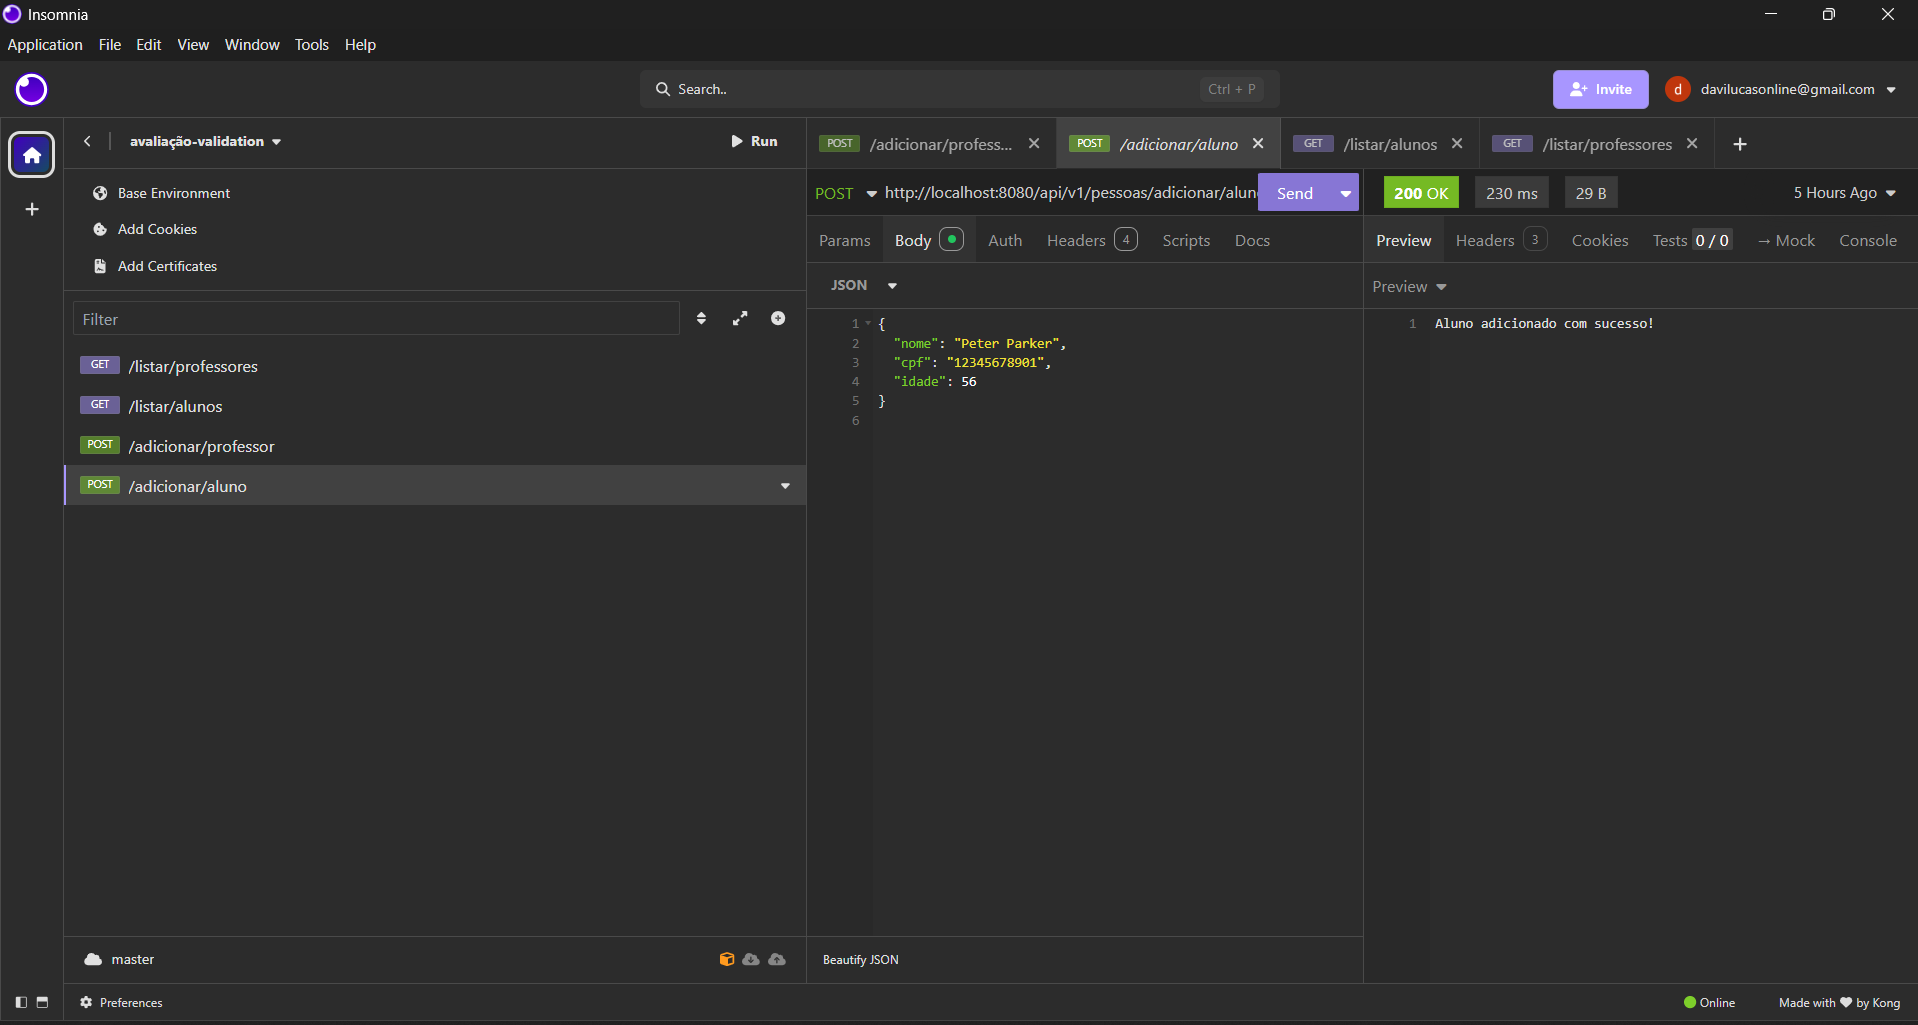 Insomnia
Application File Edit View Window Tools Help
Search.. Ctrl + P
Invite
d davilucasonline@gmail.com
avaliação-validation
Run
POST /adicionar/profess...
POST /adicionar/aluno
GET /listar/alunos
GET /listar/professores
Base Environment
Add Cookies
Add Certificates
Filter
GET /listar/professores
GET /listar/alunos
POST /adicionar/professor
POST /adicionar/aluno
master
POST http://localhost:8080/api/v1/pessoas/adicionar/alun
Send
Params Body Auth Headers 4 Scripts Docs
JSON
1 {
2 "nome": "Peter Parker",
3 "cpf": "12345678901",
4 "idade": 56
5 }
6
Beautify JSON
200 OK 230 ms 29 B 5 Hours Ago
Preview Headers 3 Cookies Tests 0 / 0 → Mock Console
Preview
1 Aluno adicionado com sucesso!
Preferences
Online
Made with ❤ by Kong